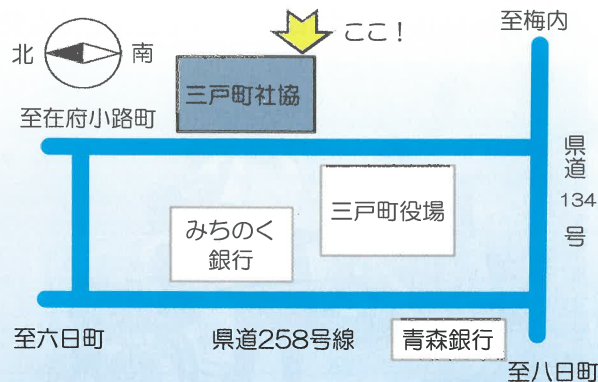 至梅内
ここ！
北
南
三戸町社協
至在府小路町
県道
134
号
三戸町役場
みちのく
銀行
至六日町
県道258号線
青森銀行
至八日町